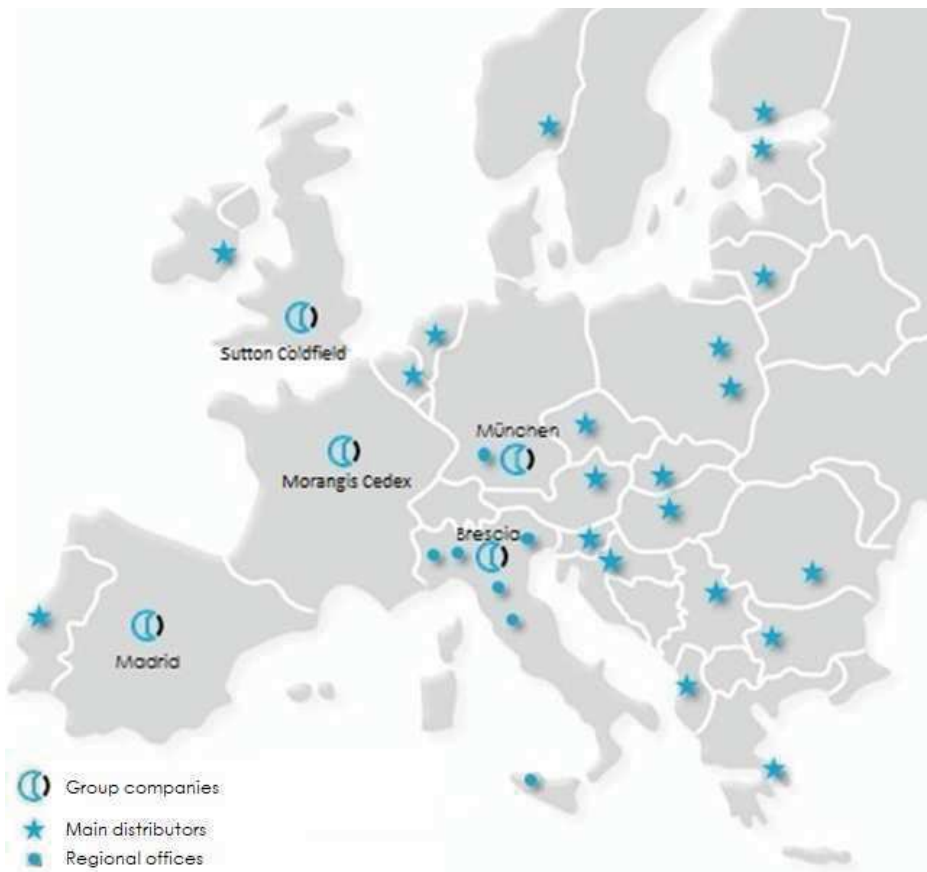 Sutton Coldfield
München
Morangis Cedex
Brescia
Madrid
Group companies
Main distributors
Regional offices